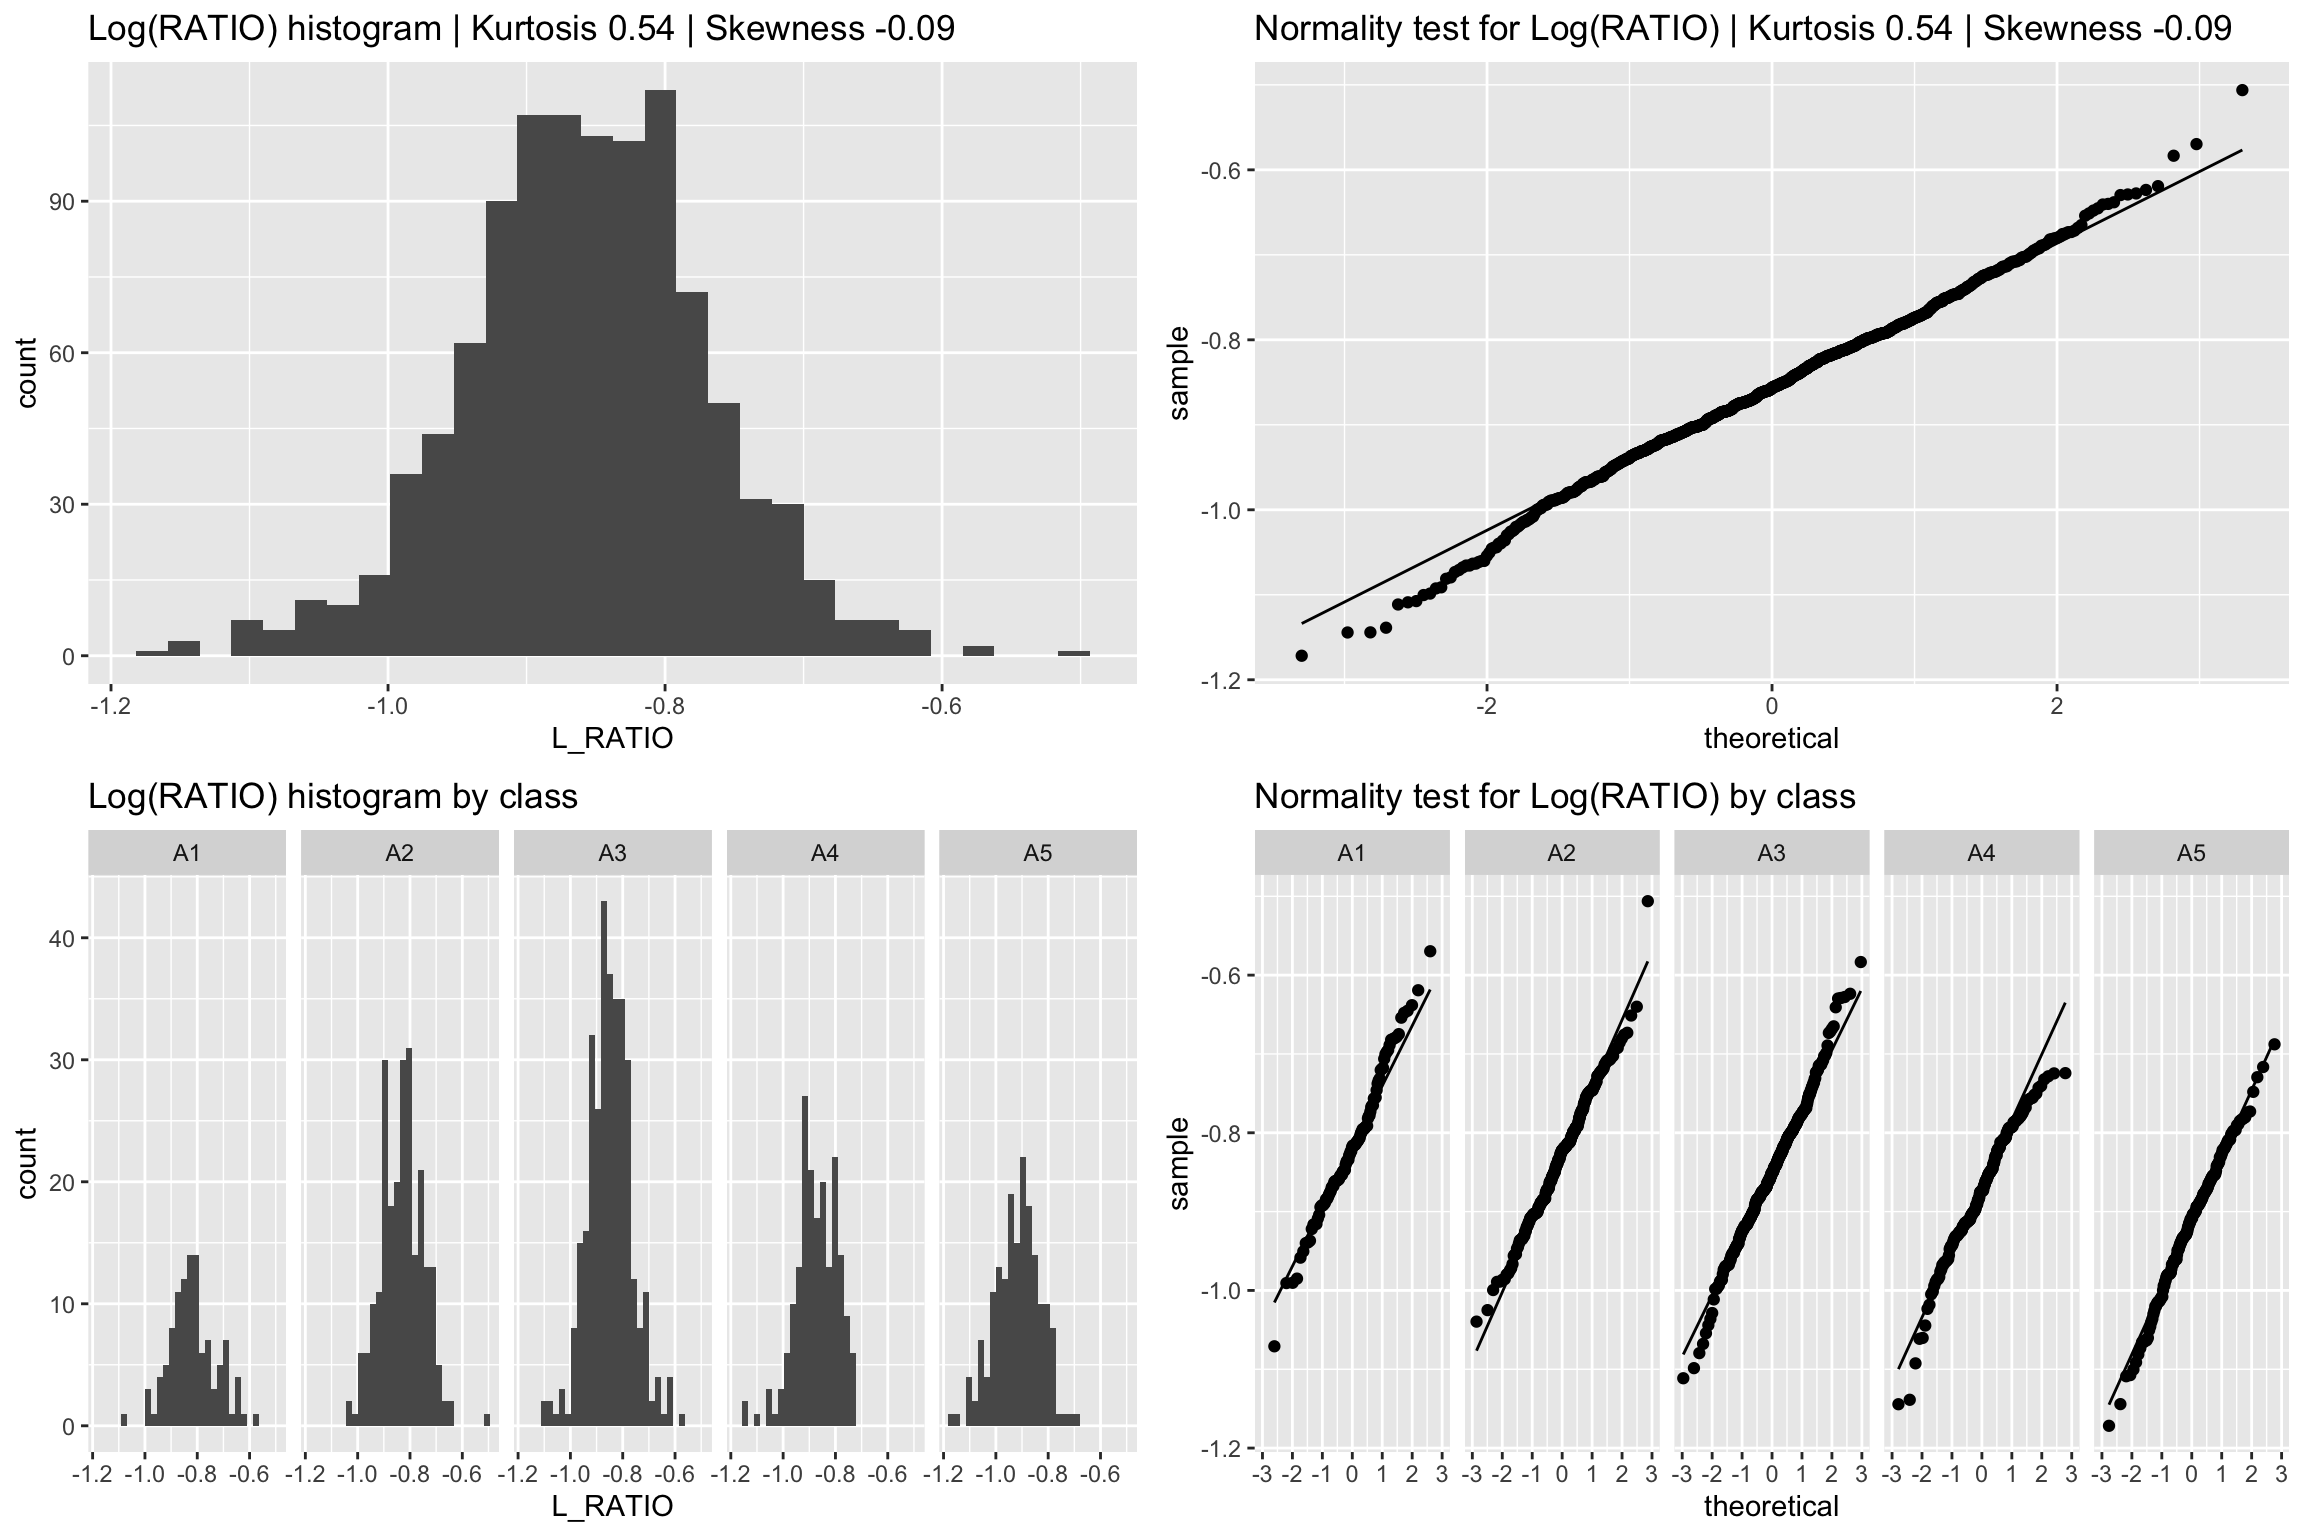 Log(RATIO) histogram | Kurtosis 0.54 | Skewness -0.09
count
90
60
30
0
-1.2 -1.0 -0.8 -0.6
L_RATIO
Normality test for Log(RATIO) | Kurtosis 0.54 | Skewness -0.09
sample
-0.6
-0.8
-1.0
-1.2
-2 0 2
theoretical
Log(RATIO) histogram by class
A1 A2 A3 A4 A5
count
40
30
20
10
0
-1.2 -1.0 -0.8 -0.6 -1.2 -1.0 -0.8 -0.6 -1.2 -1.0 -0.8 -0.6 -1.2 -1.0 -0.8 -0.6 -1.2 -1.0 -0.8 -0.6
L_RATIO
Normality test for Log(RATIO) by class
A1 A2 A3 A4 A5
sample
-0.6
-0.8
-1.0
-1.2
-3 -2 -1 0 1 2 3 -3 -2 -1 0 1 2 3 -3 -2 -1 0 1 2 3 -3 -2 -1 0 1 2 3 -3 -2 -1 0 1 2 3
theoretical